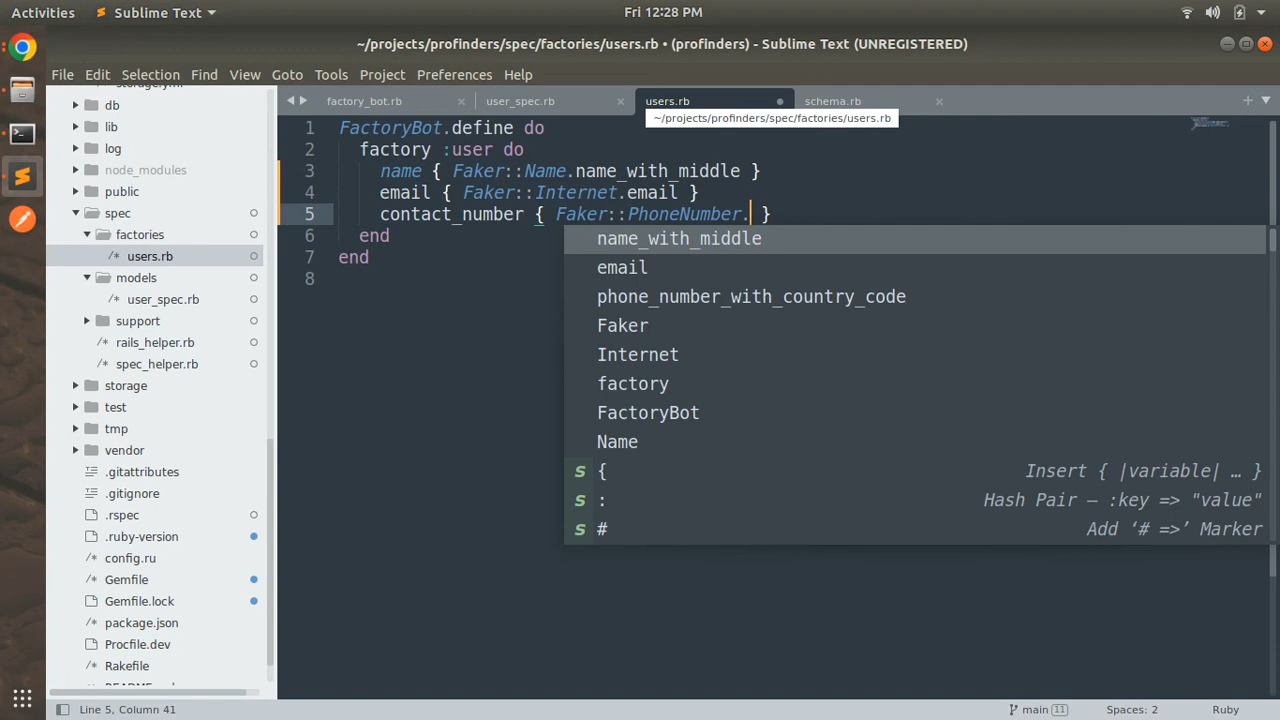 Activities Sublime Text Fri 12:28 PM
~/projects/profinders/spec/factories/users.rb • (profinders) - Sublime Text (UNREGISTERED)
File Edit Selection Find View Goto Tools Project Preferences Help
factory_bot.rb × user_spec.rb × users.rb schema.rb ×
~/projects/profinders/spec/factories/users.rb
db
lib
log
node_modules
public
spec
factories
/* users.rb
models
/* user_spec.rb
support
/* rails_helper.rb
/* spec_helper.rb
storage
test
tmp
vendor
.gitattributes
.gitignore
.rspec
.ruby-version
config.ru
/* Gemfile
Gemfile.lock
/* package.json
Procfile.dev
/* Rakefile
1 FactoryBot.define do
2 factory :user do
3 name { Faker::Name.name_with_middle }
4 email { Faker::Internet.email }
5 contact_number { Faker::PhoneNumber. }
6 end
7 end
8
name_with_middle
email
phone_number_with_country_code
Faker
Internet
factory
FactoryBot
Name
s { Insert { |variable| … }
s : Hash Pair — :key => "value"
s # Add ‘# =>’ Marker
Line 5, Column 41 main 11 Spaces: 2 Ruby